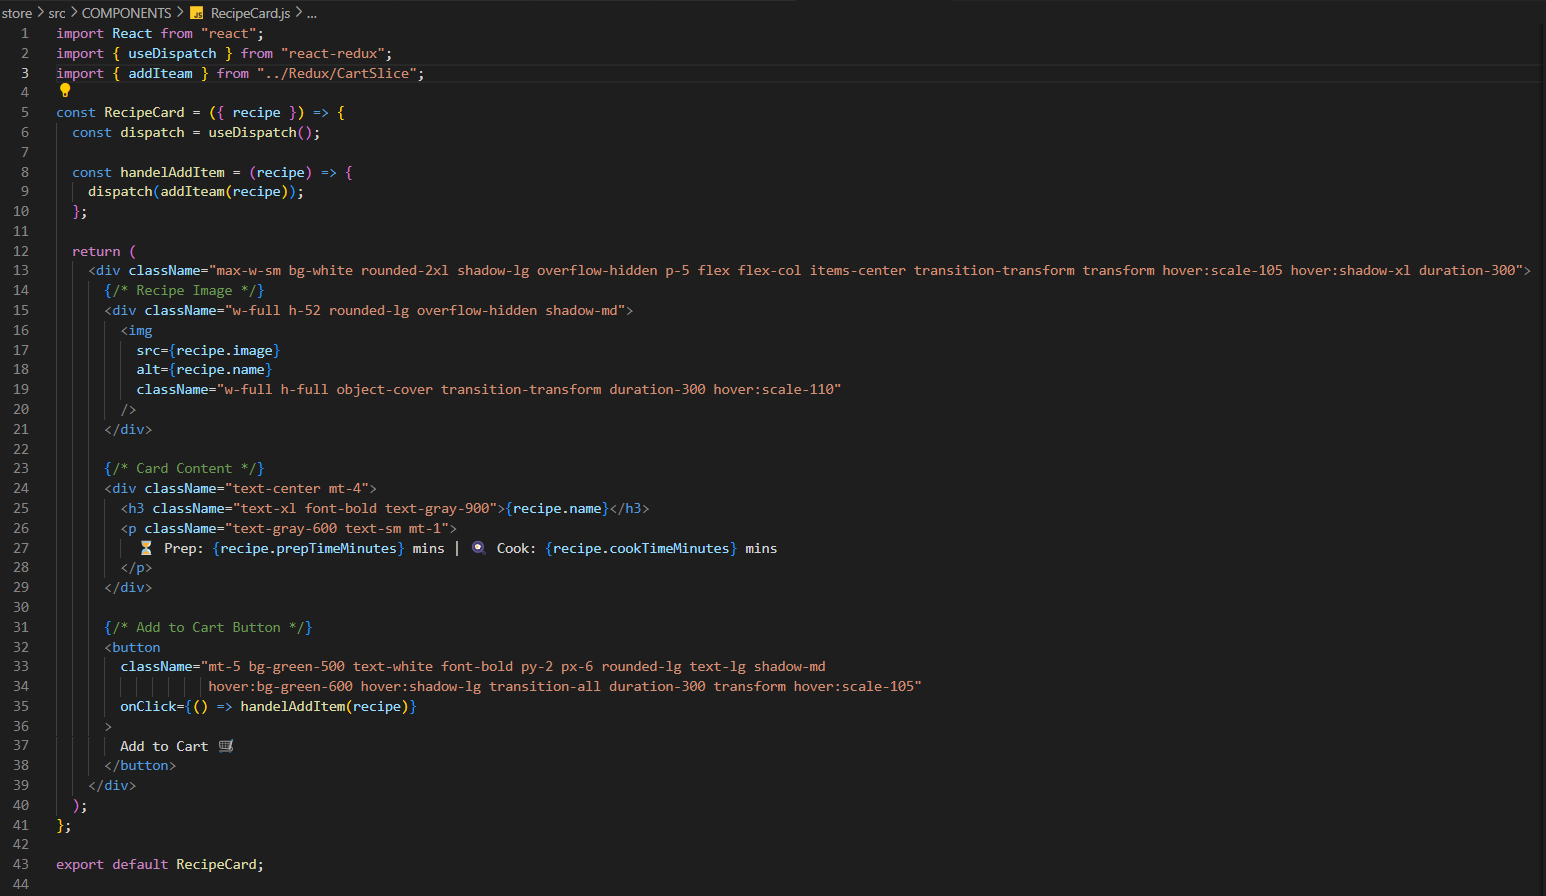 store > src > COMPONENTS > JS RecipeCard.js > ...
1 import React from "react";
2 import { useDispatch } from "react-redux";
3 import { addIteam } from "../Redux/CartSlice";
4
5 const RecipeCard = ({ recipe }) => {
6   const dispatch = useDispatch();
7
8   const handelAddItem = (recipe) => {
9     dispatch(addIteam(recipe));
10   };
11
12   return (
13     <div className="max-w-sm bg-white rounded-2xl shadow-lg overflow-hidden p-5 flex flex-col items-center transition-transform transform hover:scale-105 hover:shadow-xl duration-300">
14       {/* Recipe Image */}
15       <div className="w-full h-52 rounded-lg overflow-hidden shadow-md">
16         <img
17           src={recipe.image}
18           alt={recipe.name}
19           className="w-full h-full object-cover transition-transform duration-300 hover:scale-110"
20         />
21       </div>
22
23       {/* Card Content */}
24       <div className="text-center mt-4">
25         <h3 className="text-xl font-bold text-gray-900">{recipe.name}</h3>
26         <p className="text-gray-600 text-sm mt-1">
27           ⏳ Prep: {recipe.prepTimeMinutes} mins | 🍳 Cook: {recipe.cookTimeMinutes} mins
28         </p>
29       </div>
30
31       {/* Add to Cart Button */}
32       <button
33         className="mt-5 bg-green-500 text-white font-bold py-2 px-6 rounded-lg text-lg shadow-md
34                    hover:bg-green-600 hover:shadow-lg transition-all duration-300 transform hover:scale-105"
35         onClick={() => handelAddItem(recipe)}
36       >
37         Add to Cart 🛒
38       </button>
39     </div>
40   );
41 };
42
43 export default RecipeCard;
44